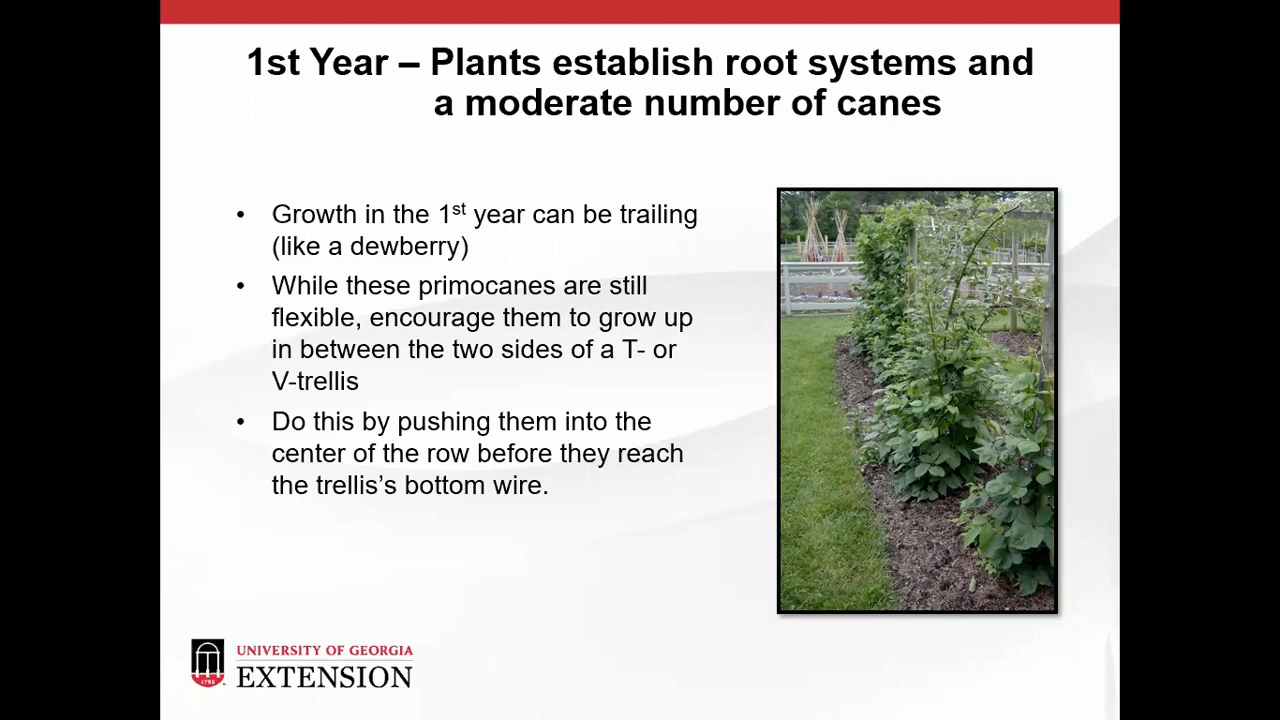 1st Year – Plants establish root systems and
a moderate number of canes
• Growth in the 1st year can be trailing
(like a dewberry)
• While these primocanes are still
flexible, encourage them to grow up
in between the two sides of a T- or
V-trellis
• Do this by pushing them into the
center of the row before they reach
the trellis’s bottom wire.
1785
UNIVERSITY OF GEORGIA
EXTENSION